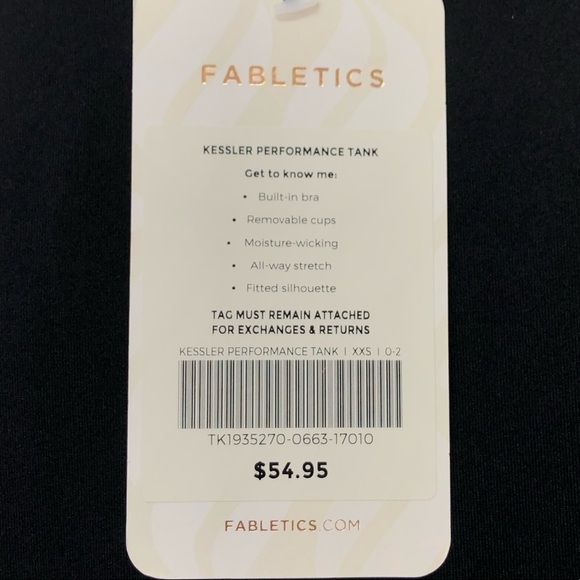 FABLETICS
KESSLER PERFORMANCE TANK
Get to know me:
• Built-in bra
• Removable cups
• Moisture-wicking
• All-way stretch
• Fitted silhouette
TAG MUST REMAIN ATTACHED
FOR EXCHANGES & RETURNS
KESSLER PERFORMANCE TANK | XXS | 0-2
TK1935270-0663-17010
$54.95
FABLETICS.COM